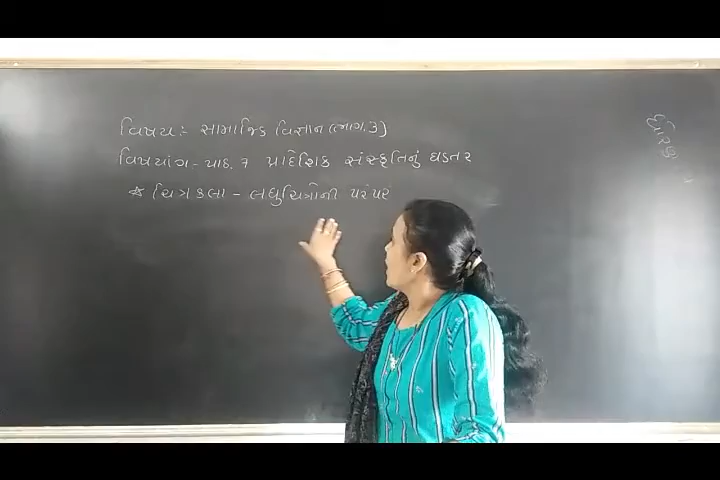 વિષય :- સામાજિક વિજ્ઞાન (ભાગ.3)
વિષયાંગ - પાઠ. 7 પ્રાદેશિક સંસ્કૃતિનું ઘડતર
* ચિત્રકલા - લઘુચિત્રોની પરંપરા